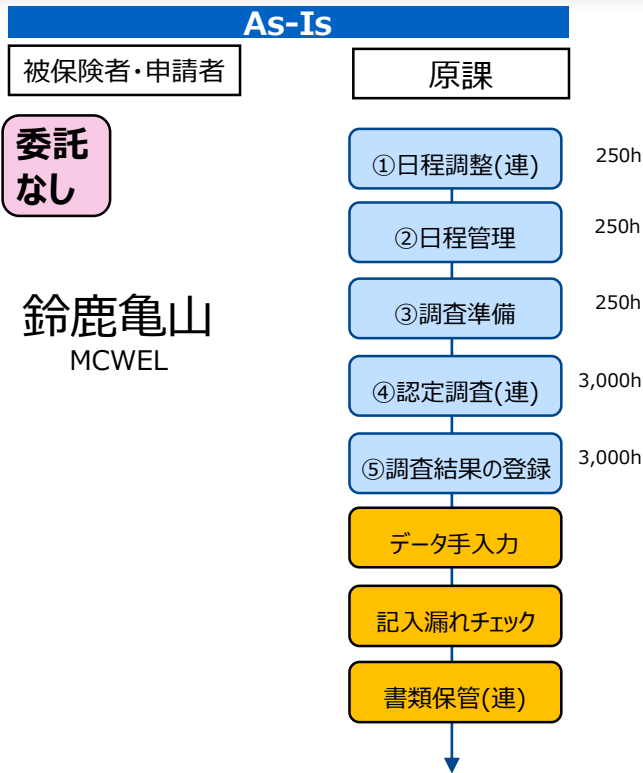 As-Is
被保険者・申請者
原課
委託
なし
①日程調整(連)
250h
②日程管理
250h
鈴鹿亀山
MCWEL
③調査準備
250h
④認定調査(連)
3,000h
⑤調査結果の登録
3,000h
データ手入力
記入漏れチェック
書類保管(連)